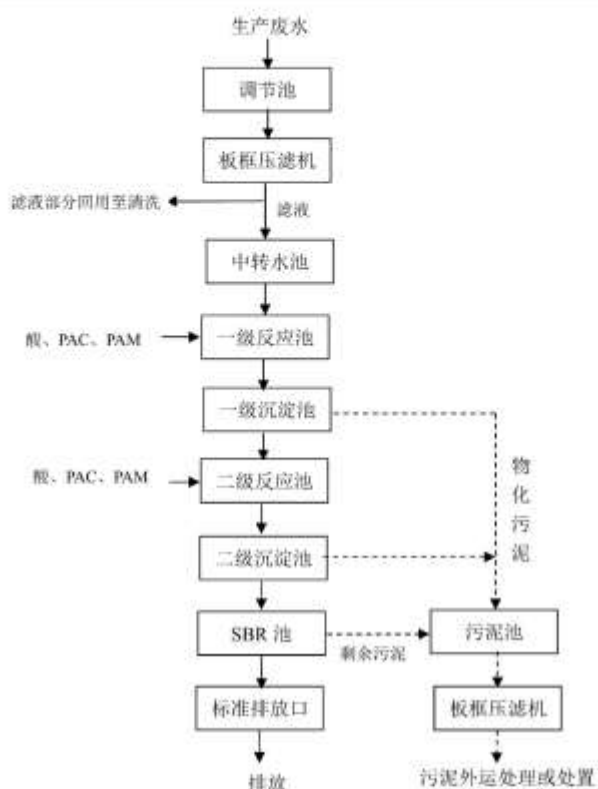 生产废水
调节池
板框压滤机
滤液部分回用至清洗
滤液
中转水池
酸、PAC、PAM
一级反应池
一级沉淀池
酸、PAC、PAM
二级反应池
物化污泥
二级沉淀池
SBR 池
剩余污泥
污泥池
标准排放口
板框压滤机
排放
污泥外运处理或处置